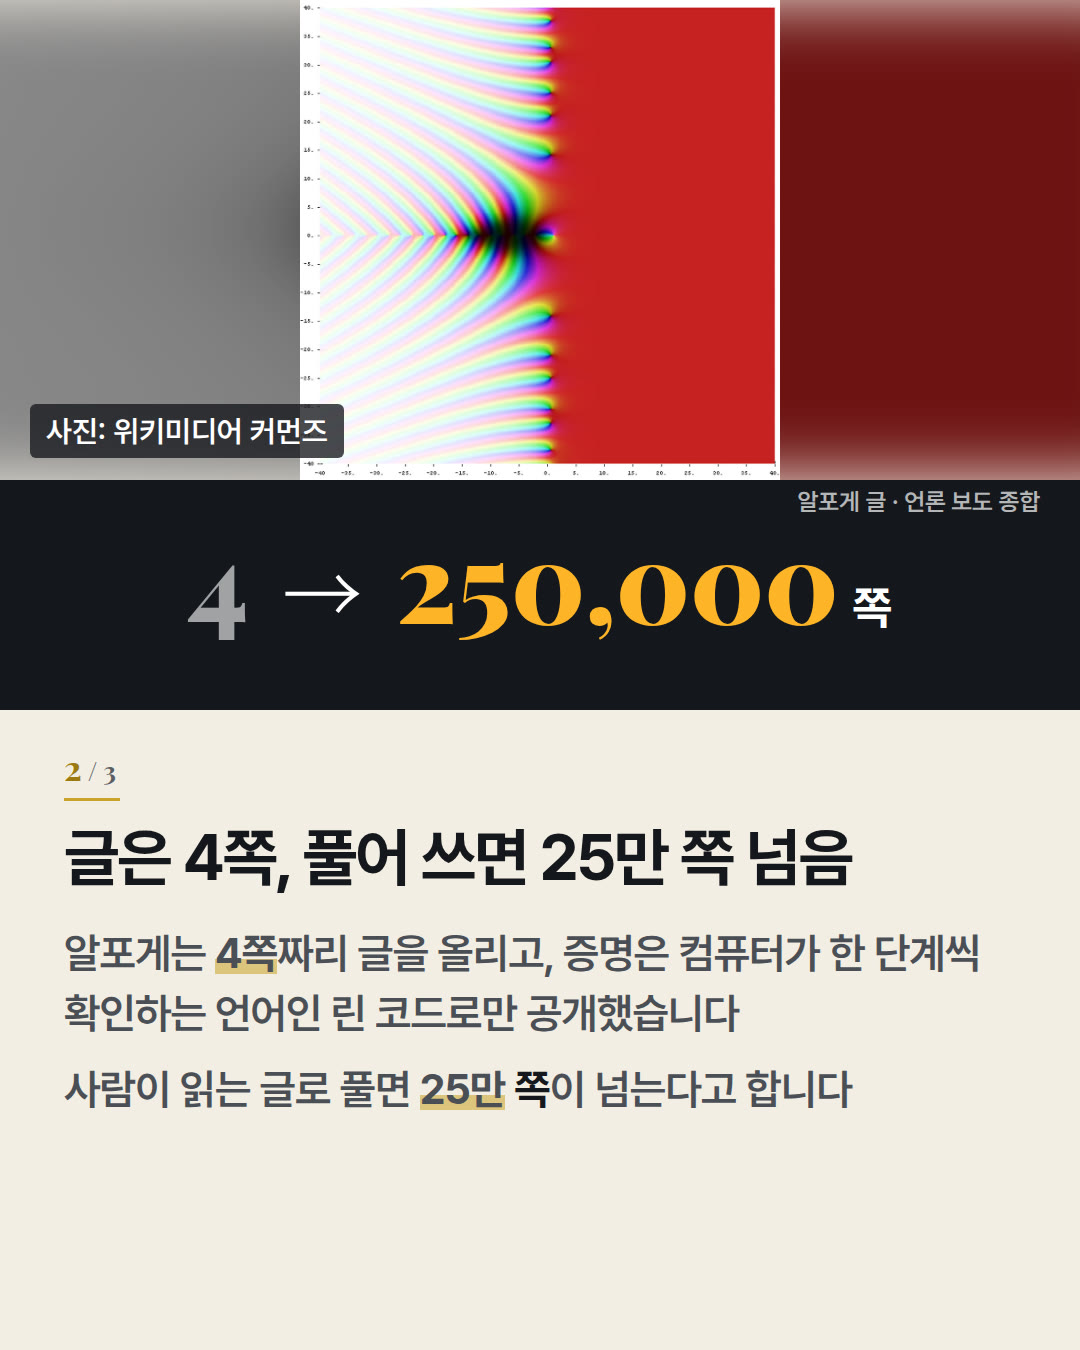 사진: 위키미디어 커먼즈
알포게 글 · 언론 보도 종합
4 → 250,000 쪽
2 / 3
글은 4쪽, 풀어 쓰면 25만 쪽 넘음
알포게는 4쪽짜리 글을 올리고, 증명은 컴퓨터가 한 단계씩
확인하는 언어인 린 코드로만 공개했습니다
사람이 읽는 글로 풀면 25만 쪽이 넘는다고 합니다